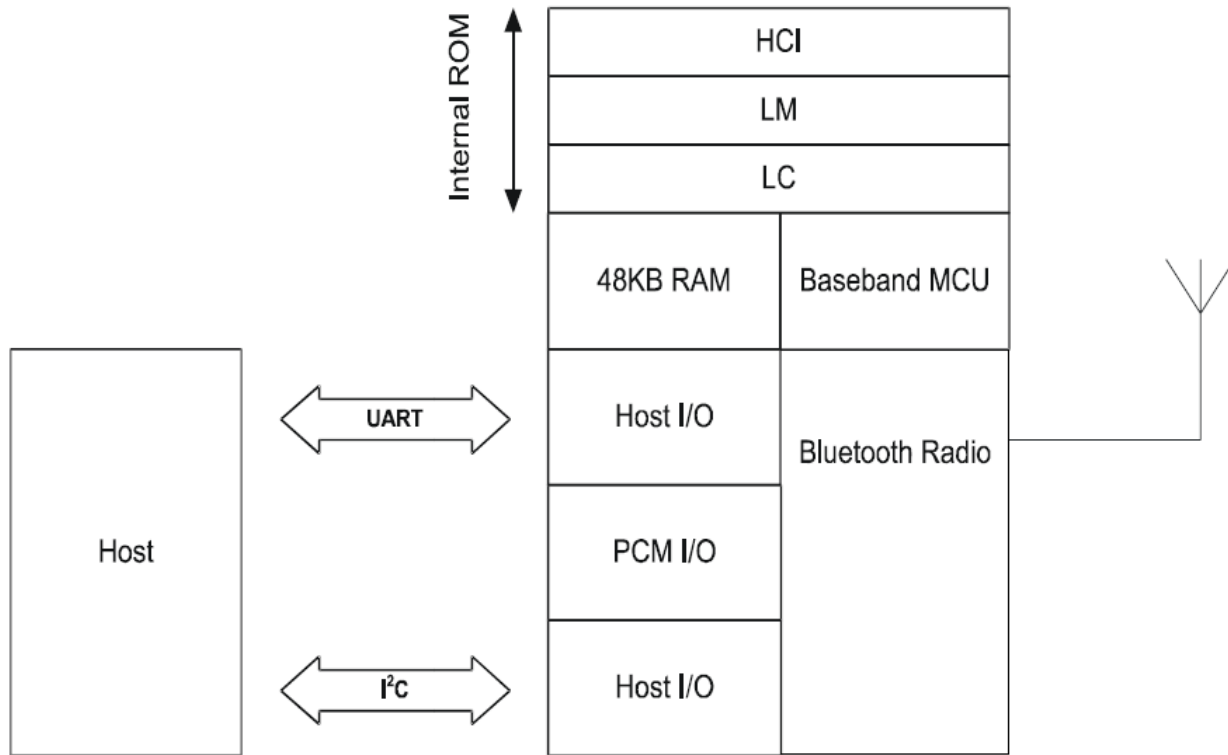 Internal ROM
HCI
LM
LC
48KB RAM
Baseband MCU
UART
Host I/O
Bluetooth Radio
Host
PCM I/O
I²C
Host I/O